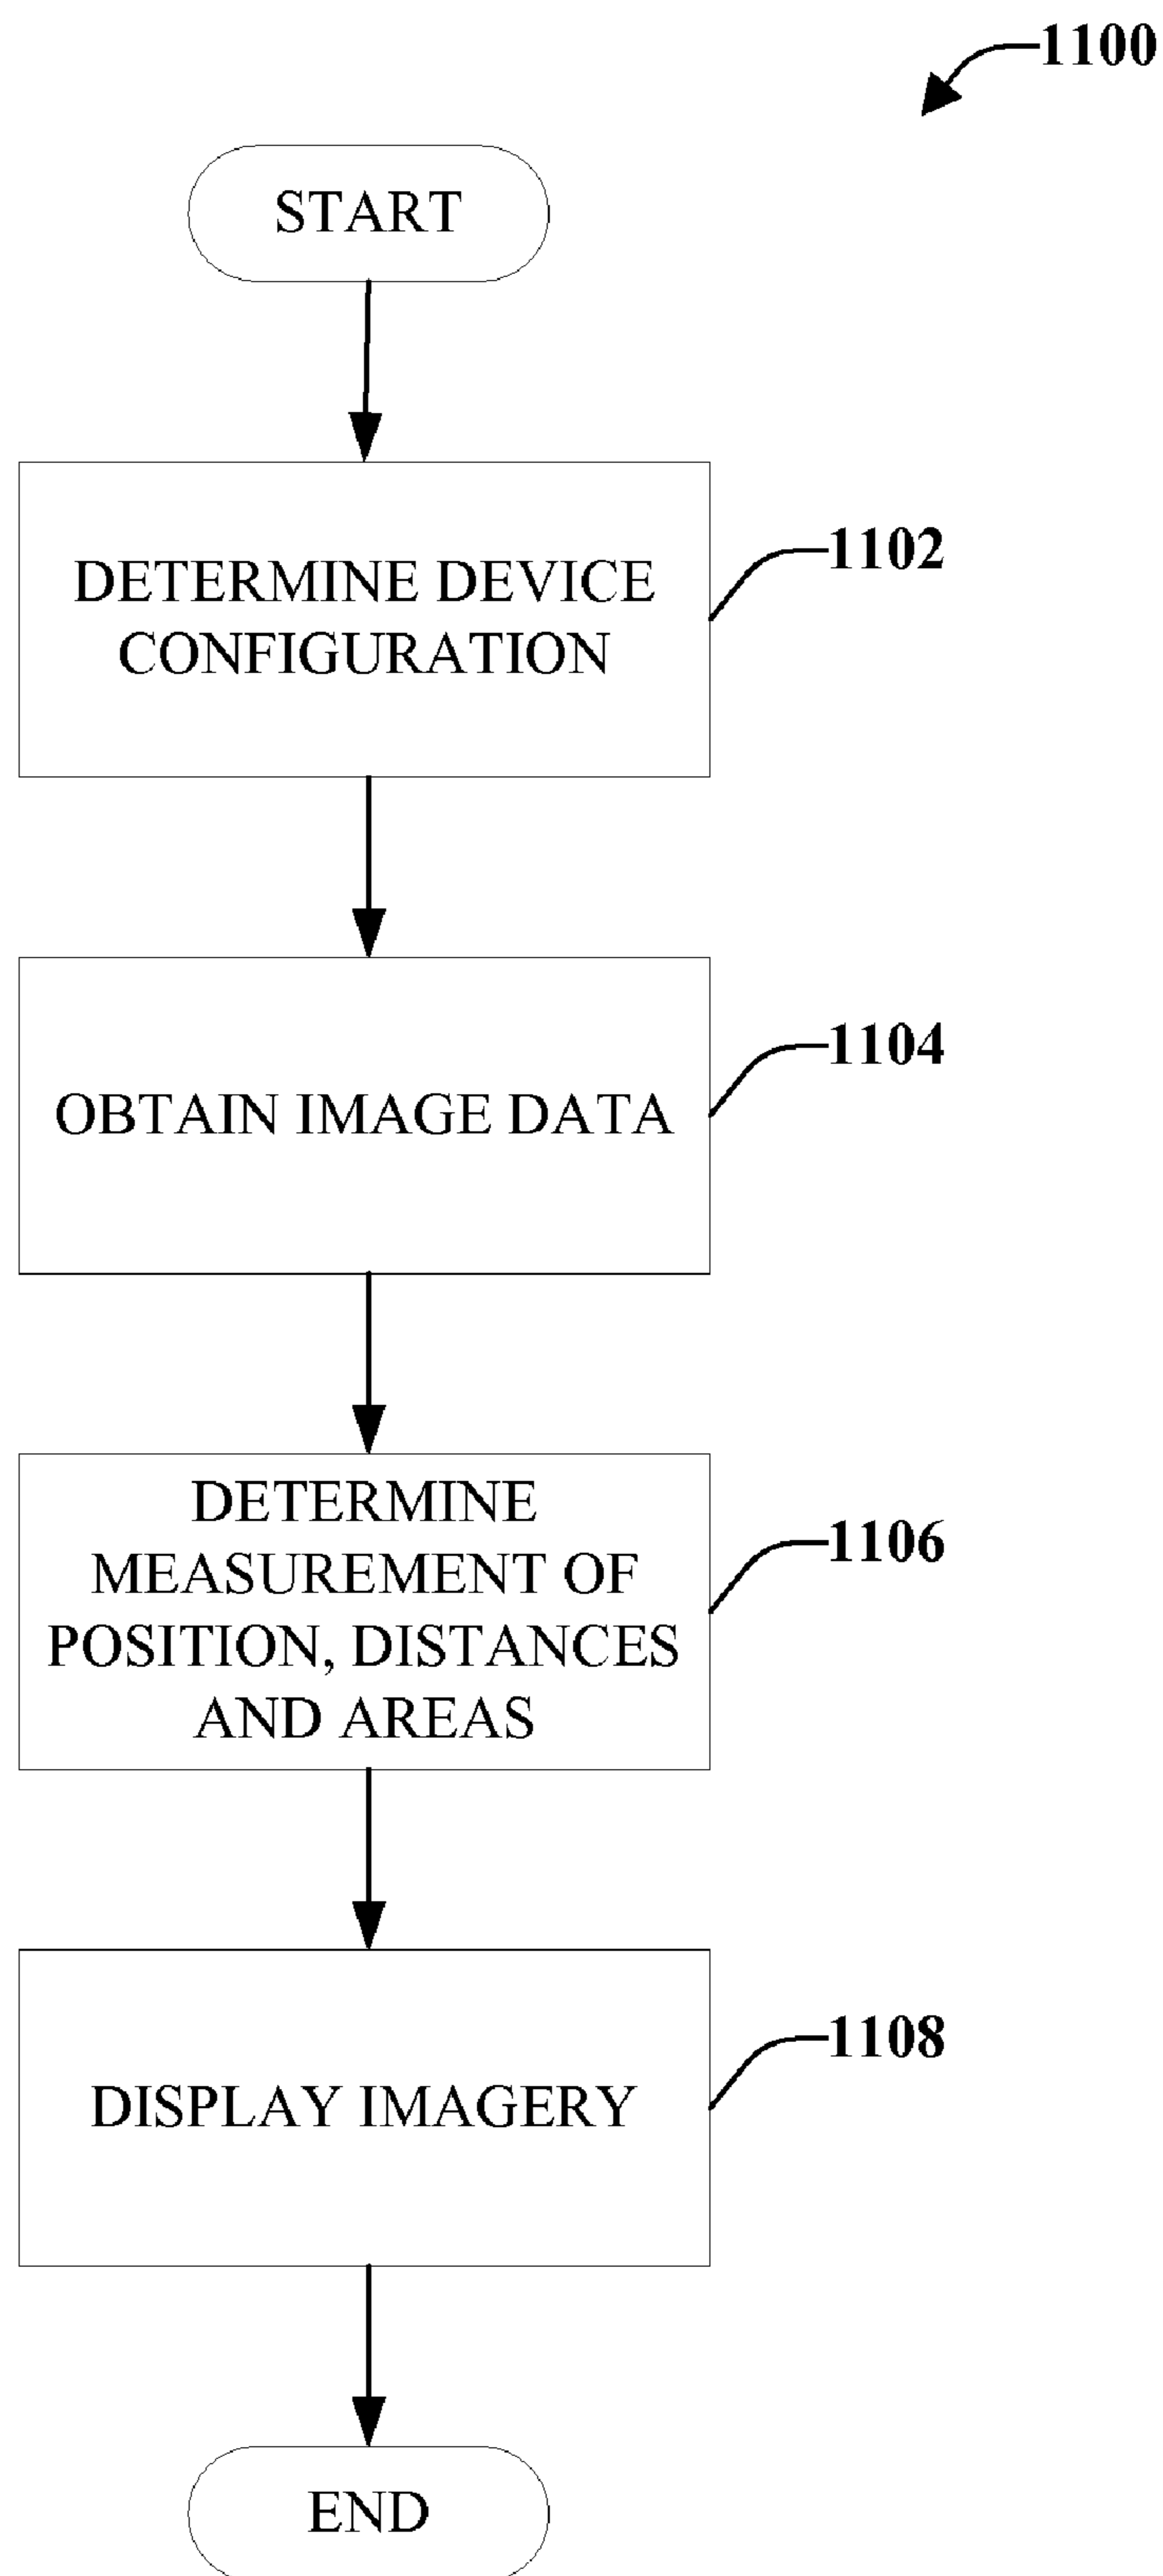 1100
START
DETERMINE DEVICE
CONFIGURATION
1102
OBTAIN IMAGE DATA
1104
DETERMINE
MEASUREMENT OF
POSITION, DISTANCES
AND AREAS
1106
DISPLAY IMAGERY
1108
END